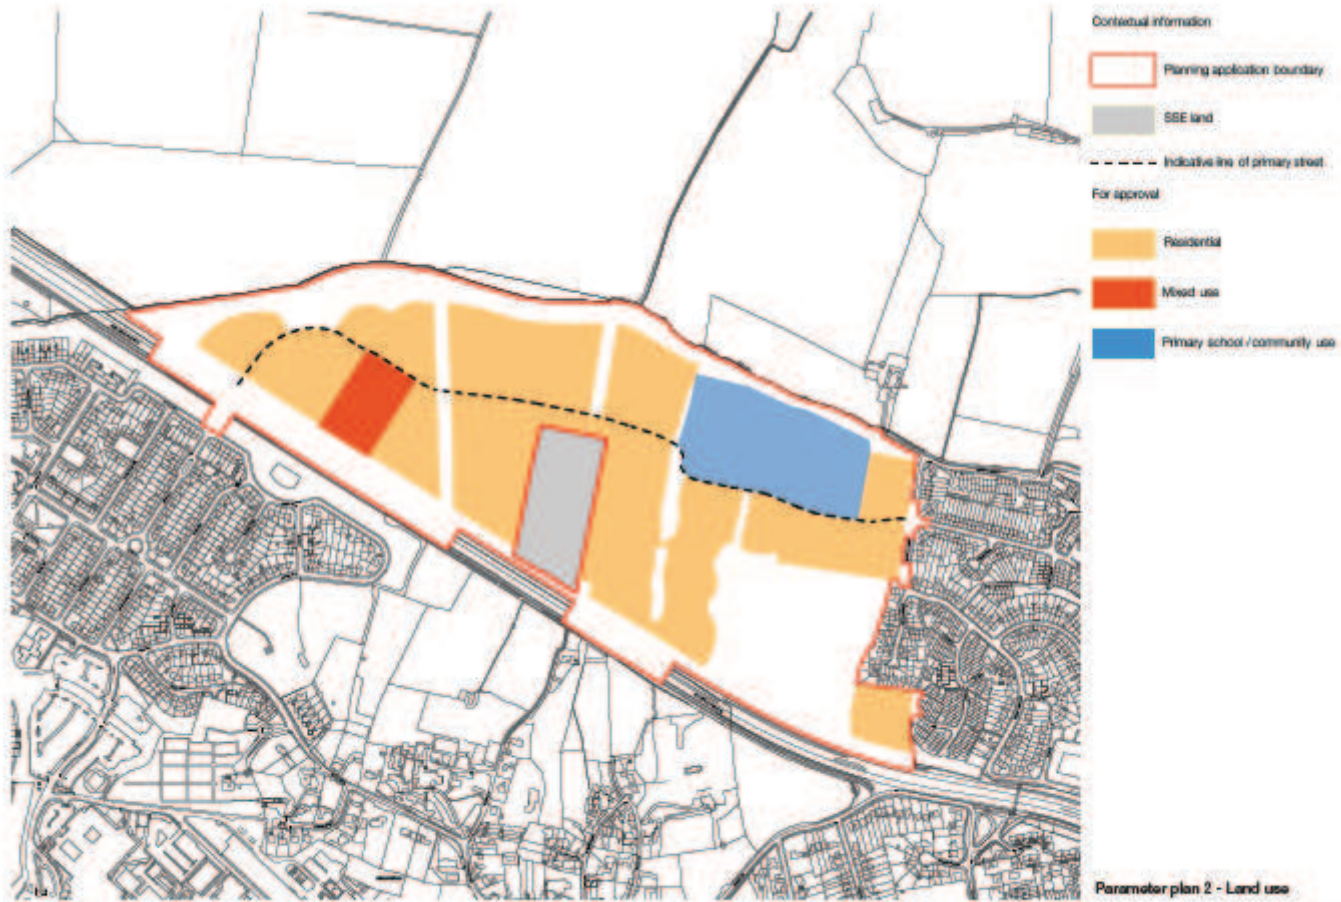 Contextual information
Planning application boundary
SSE land
Indicative line of primary street
For approval
Residential
Mixed use
Primary school / community use
Parameter plan 2 - Land use